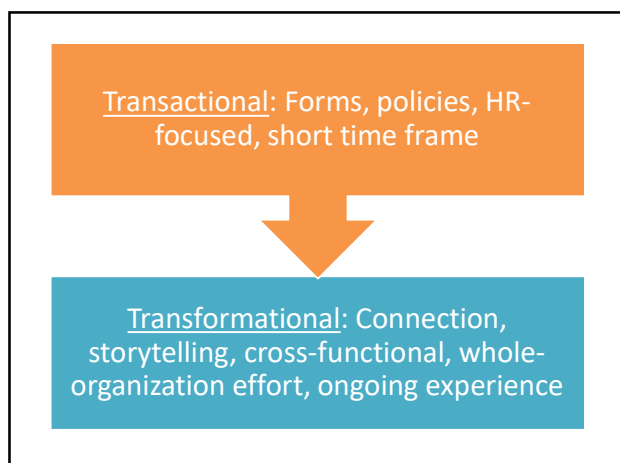 Transactional: Forms, policies, HR-
focused, short time frame
Transformational: Connection,
storytelling, cross-functional, whole-
organization effort, ongoing experience